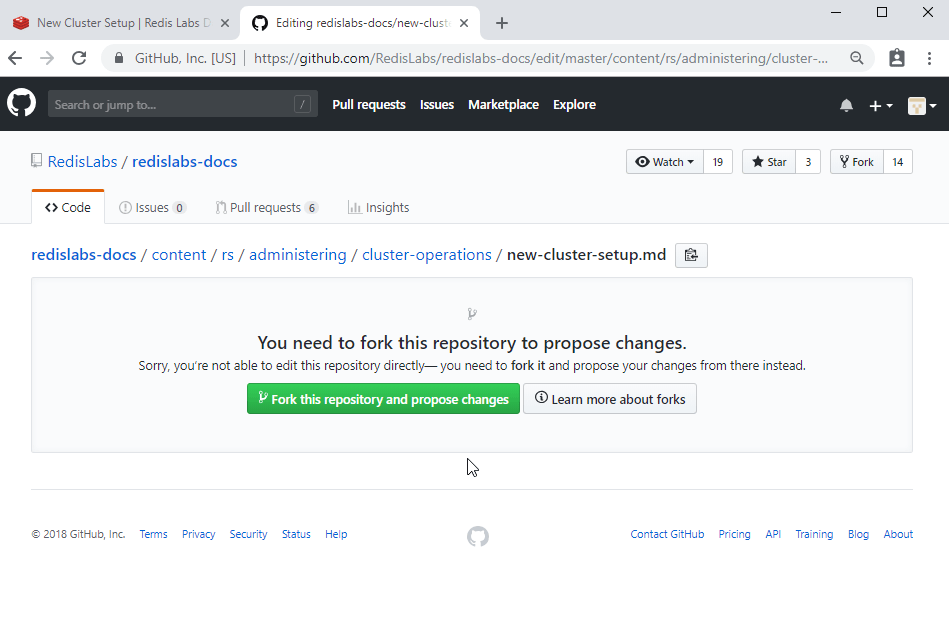 New Cluster Setup | Redis Labs D
Editing redislabs-docs/new-cluste
GitHub, Inc. [US] | https://github.com/RedisLabs/redislabs-docs/edit/master/content/rs/administering/cluster-...
Search or jump to... /
Pull requests Issues Marketplace Explore
RedisLabs / redislabs-docs
Watch 19 Star 3 Fork 14
Code Issues 0 Pull requests 6 Insights
redislabs-docs / content / rs / administering / cluster-operations / new-cluster-setup.md
You need to fork this repository to propose changes.
Sorry, you're not able to edit this repository directly— you need to fork it and propose your changes from there instead.
Fork this repository and propose changes Learn more about forks
© 2018 GitHub, Inc. Terms Privacy Security Status Help
Contact GitHub Pricing API Training Blog About